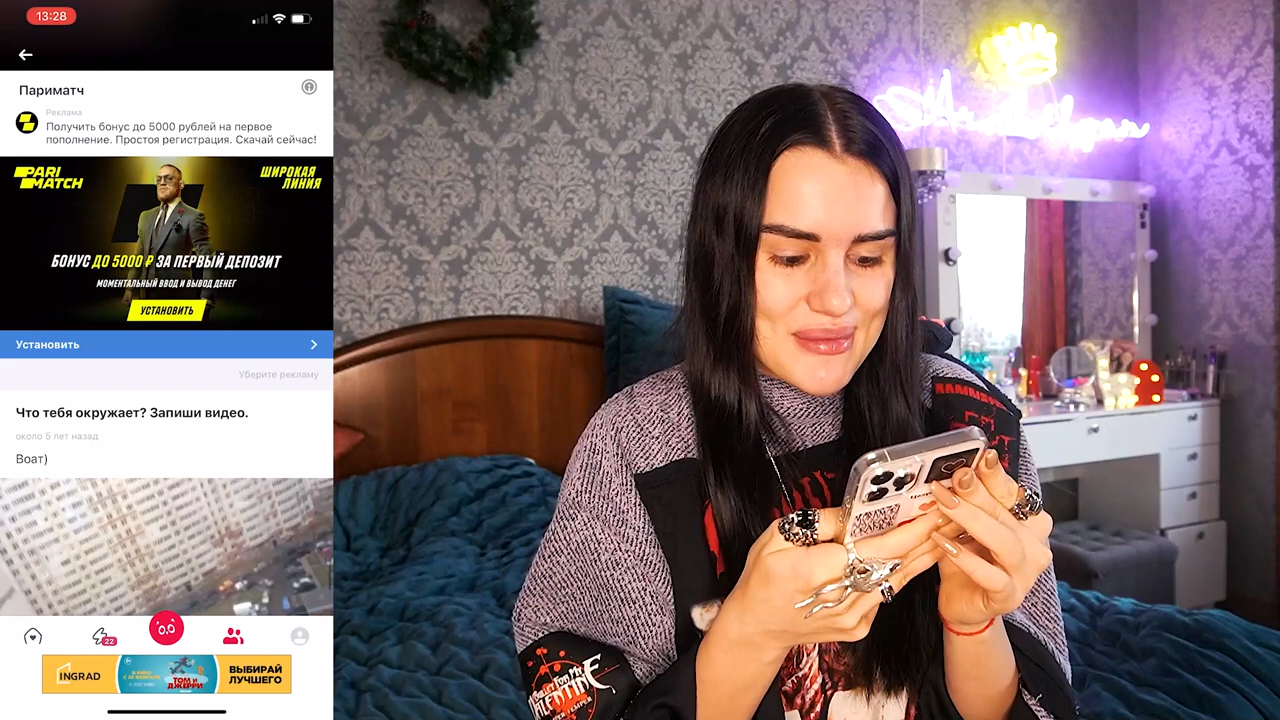 13:28
Париматч
Реклама
Получить бонус до 5000 рублей на первое
пополнение. Простоя регистрация. Скачай сейчас!
PARI
MATCH
ШИРОКАЯ
ЛИНИЯ
БОНУС ДО 5000 ₽ ЗА ПЕРВЫЙ ДЕПОЗИТ
МОМЕНТАЛЬНЫЙ ВВОД И ВЫВОД ДЕНЕГ
УСТАНОВИТЬ
Установить
Уберите рекламу
Что тебя окружает? Запиши видео.
около 5 лет назад
Воат)
22
INGRAD
ТОМ И
ДЖЕРРИ
ВЫБИРАЙ
ЛУЧШЕГО
RAMMSTEIN
VALENTINE